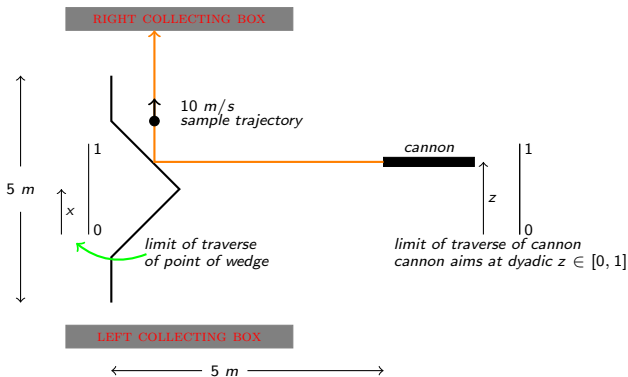 RIGHT COLLECTING BOX
10 m/s
sample trajectory
cannon
1
1
5 m
x
z
0
0
limit of traverse
of point of wedge
limit of traverse of cannon
cannon aims at dyadic z ∈ [0, 1]
LEFT COLLECTING BOX
5 m